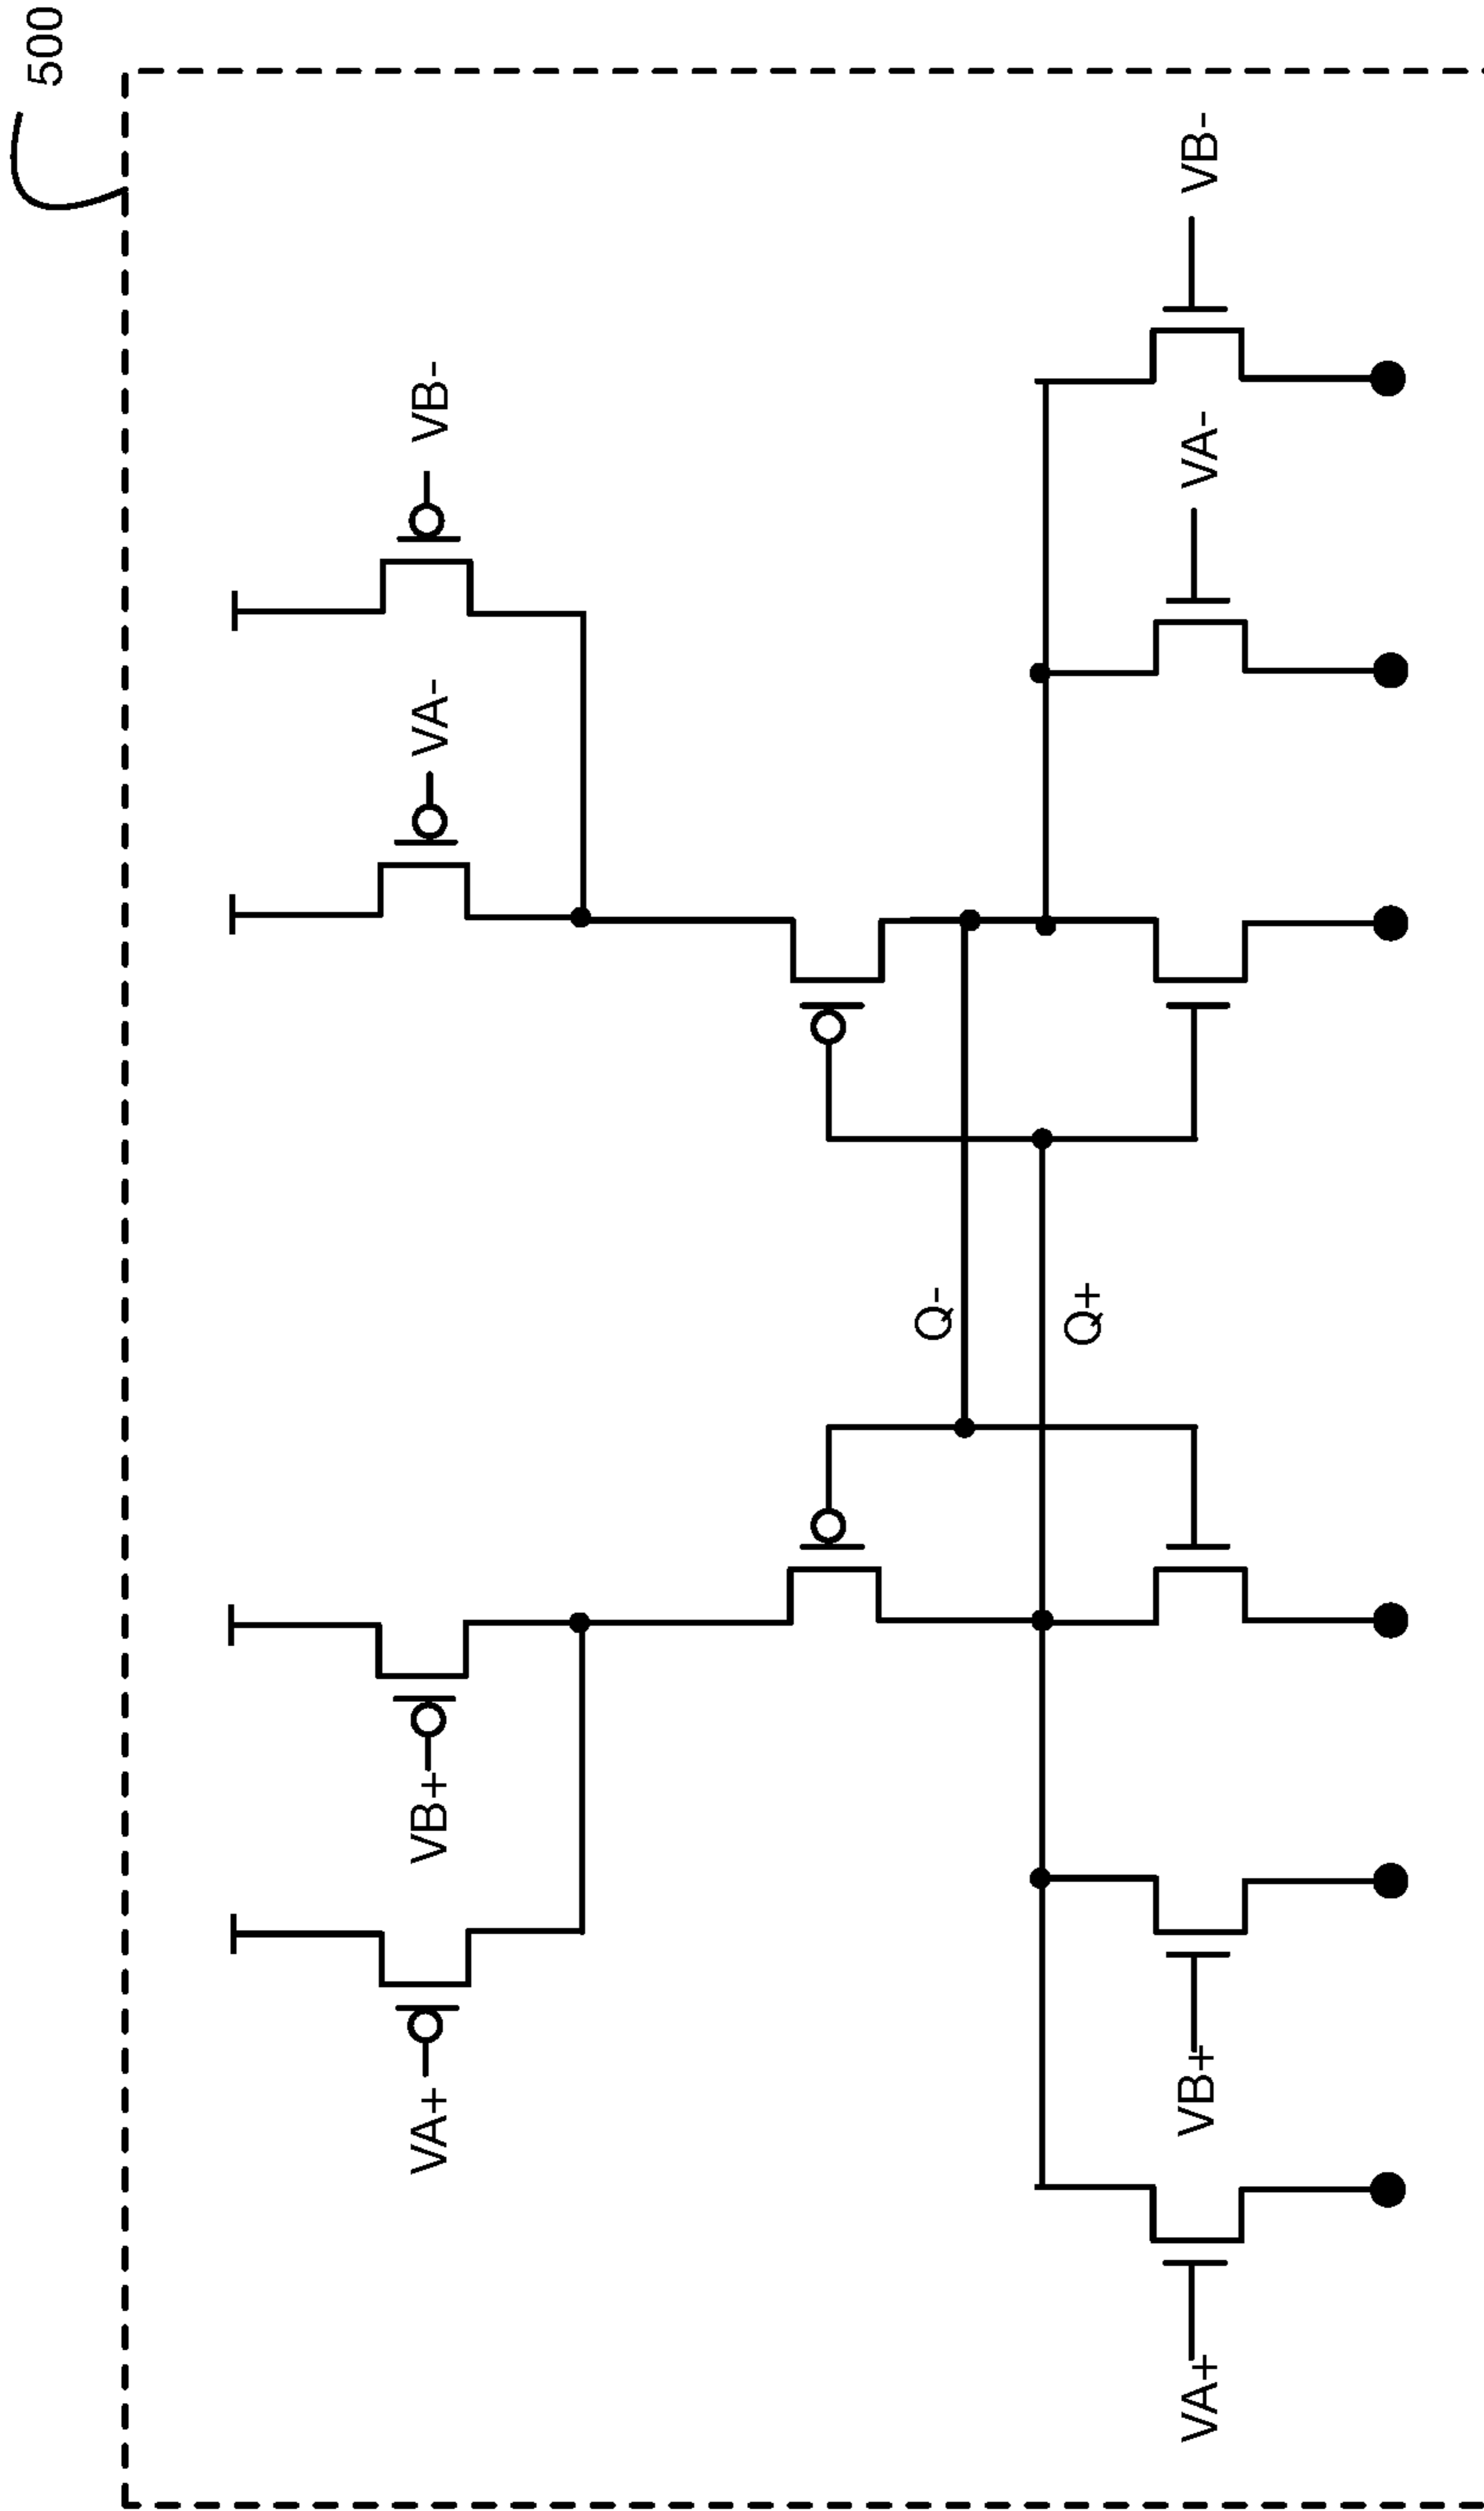 500
VA+
VB+
VA-
VB-
Q-
Q+
VA+
VB+
VA-
VB-